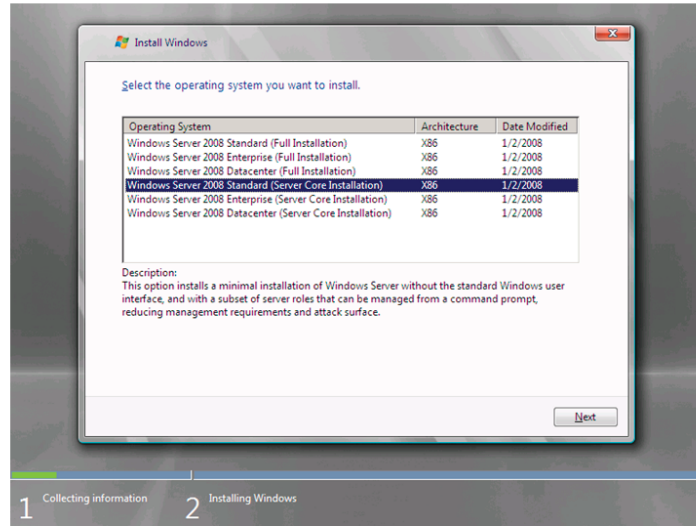 Install Windows
Select the operating system you want to install.
Operating System Architecture Date Modified
Windows Server 2008 Standard (Full Installation) X86 1/2/2008
Windows Server 2008 Enterprise (Full Installation) X86 1/2/2008
Windows Server 2008 Datacenter (Full Installation) X86 1/2/2008
Windows Server 2008 Standard (Server Core Installation) X86 1/2/2008
Windows Server 2008 Enterprise (Server Core Installation) X86 1/2/2008
Windows Server 2008 Datacenter (Server Core Installation) X86 1/2/2008
Description:
This option installs a minimal installation of Windows Server without the standard Windows user
interface, and with a subset of server roles that can be managed from a command prompt,
reducing management requirements and attack surface.
Next
1 Collecting information 2 Installing Windows